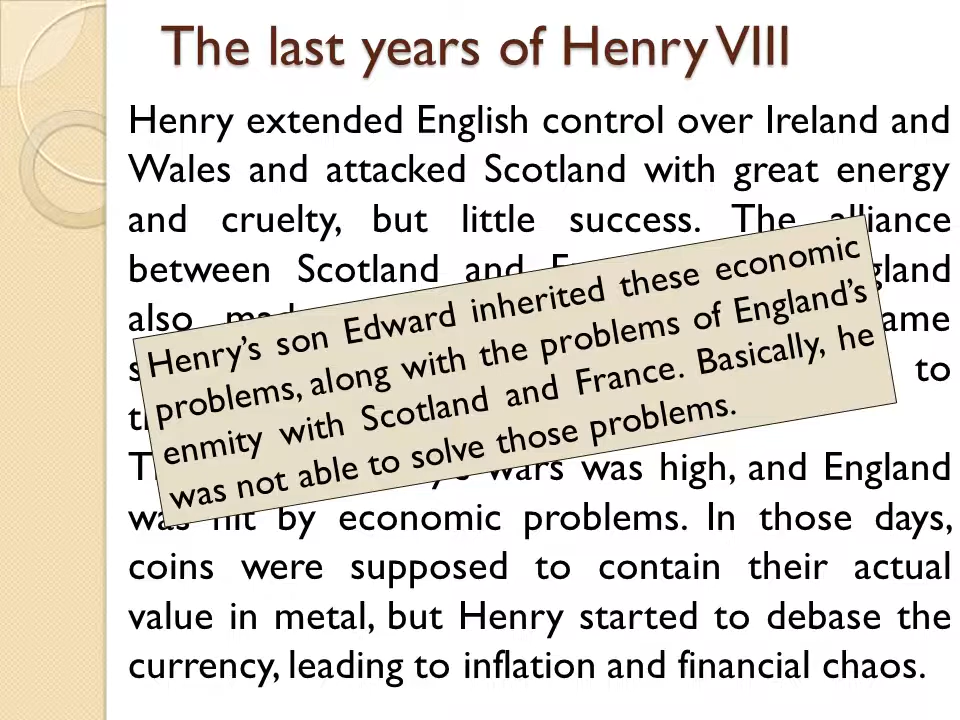 The last years of Henry VIII
Henry extended English control over Ireland and
Wales and attacked Scotland with great energy
and cruelty, but little success. The alliance
between Scotland and
also
to
wars was high, and England
was hit by economic problems. In those days,
coins were supposed to contain their actual
value in metal, but Henry started to debase the
currency, leading to inflation and financial chaos.
Henry's son Edward inherited these economic
problems, along with the problems of England's
enmity with Scotland and France. Basically, he
was not able to solve those problems.